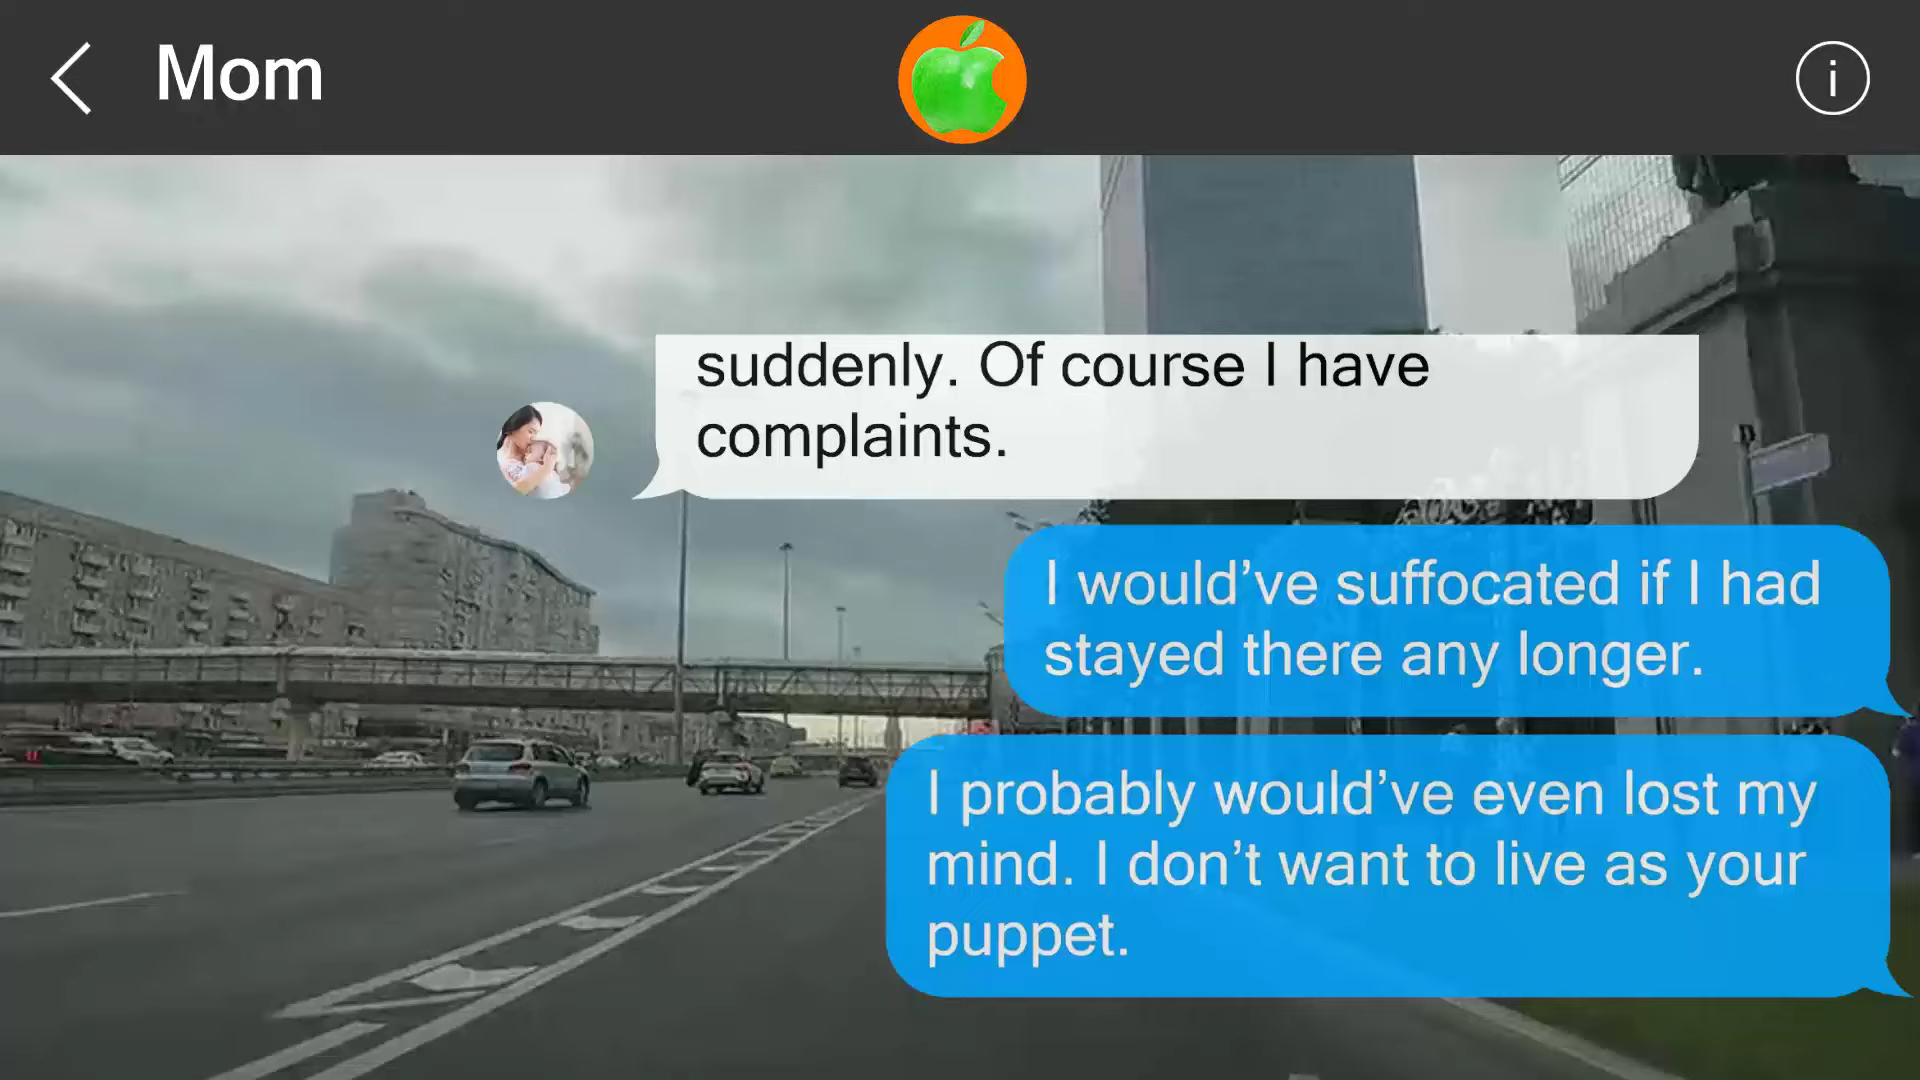 Mom
suddenly. Of course I have
complaints.
I would’ve suffocated if I had
stayed there any longer.
I probably would’ve even lost my
mind. I don’t want to live as your
puppet.